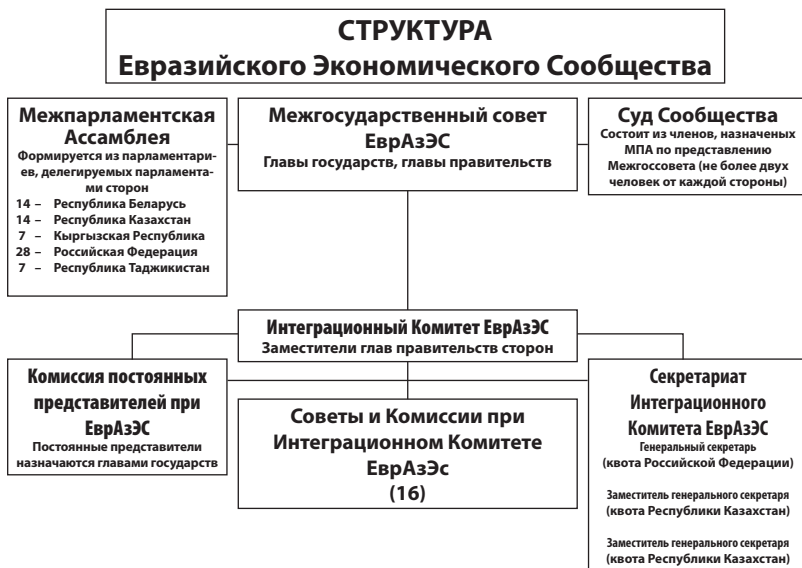 СТРУКТУРА
Евразийского Экономического Сообщества
Межпарламентская
Ассамблея
Формируется из парламентари-
ев, делегируемых парламента-
ми сторон
14 – Республика Беларусь
14 – Республика Казахстан
7 – Кыргызская Республика
28 – Российская Федерация
7 – Республика Таджикистан
Межгосударственный совет
ЕврАзЭС
Главы государств, главы правительств
Суд Сообщества
Состоит из членов, назначеных
МПА по представлению
Межгоссовета (не более двух
человек от каждой стороны)
Интеграционный Комитет ЕврАзЭС
Заместители глав правительств сторон
Комиссия постоянных
представителей при
ЕврАзЭС
Постоянные представители
назначаются главами государств
Советы и Комиссии при
Интеграционном Комитете
ЕврАзЭс
(16)
Секретариат
Интеграционного
Комитета ЕврАзЭС
Генеральный секретарь
(квота Российской Федерации)
Заместитель генерального секретаря
(квота Республики Казахстан)
Заместитель генерального секретаря
(квота Республики Казахстан)